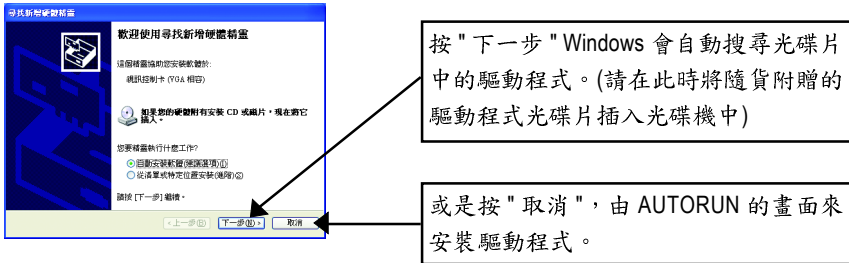 尋找新增硬體精靈
歡迎使用尋找新增硬體精靈
這個精靈協助您安裝軟體於:
視訊控制卡 (VGA 相容)
如果您的硬體附有安裝 CD 或磁片，現在將它
插入。
您要精靈執行什麼工作?
自動安裝軟體(建議選項)(I)
從清單或特定位置安裝(進階)(S)
請按 [下一步] 繼續。
<上一步(B)
下一步(N)>
取消
按 " 下一步 " Windows 會自動搜尋光碟片
中的驅動程式。(請在此時將隨貨附贈的
驅動程式光碟片插入光碟機中)
或是按 " 取消 "，由 AUTORUN 的畫面來
安裝驅動程式。